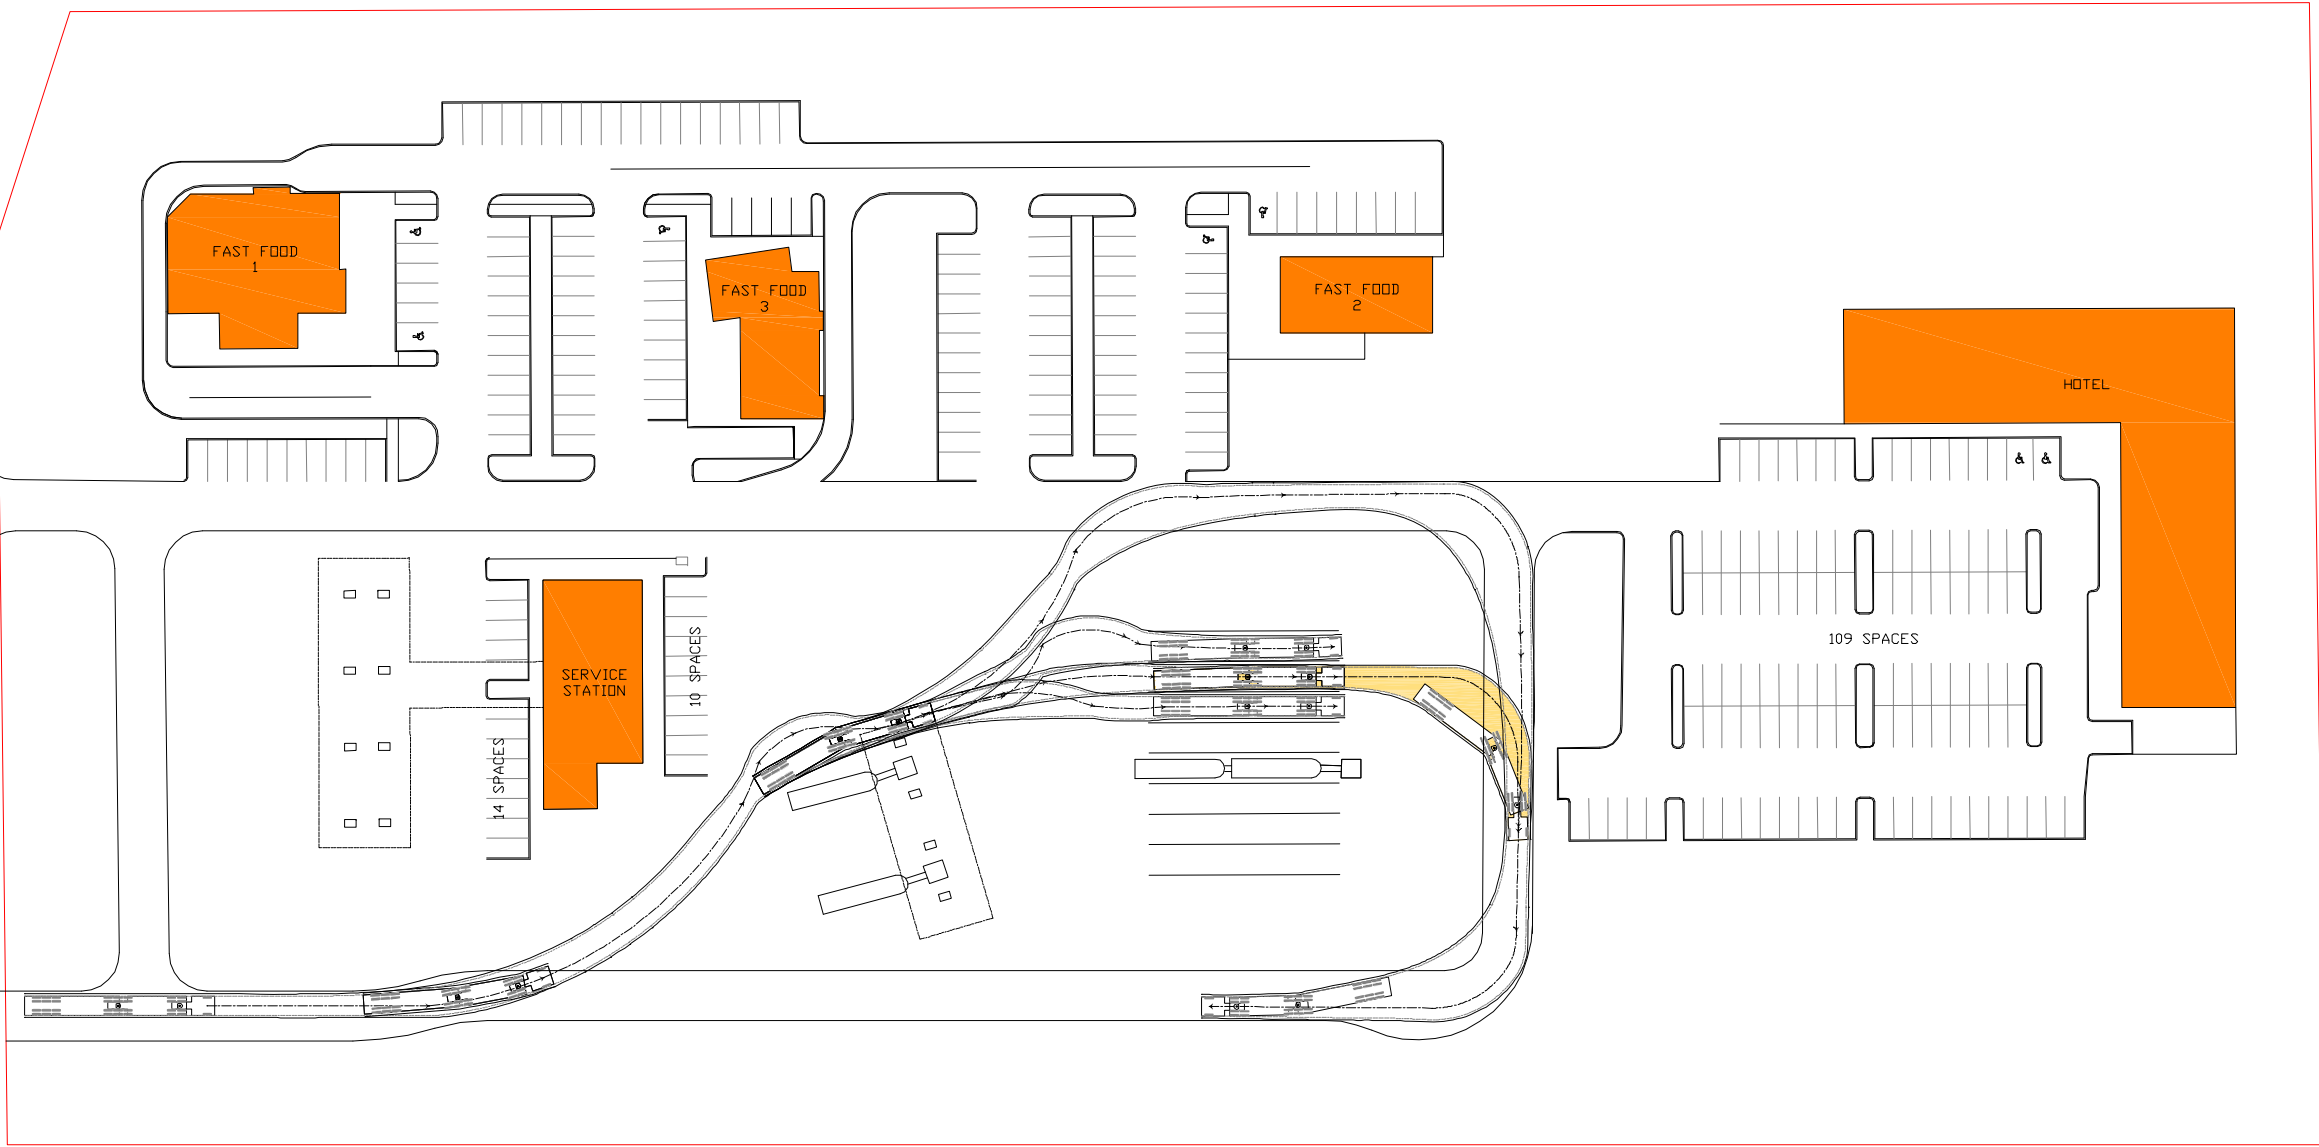 FAST FOOD
1
FAST FOOD
3
FAST FOOD
2
HOTEL
SERVICE
STATION
10 SPACES
14 SPACES
109 SPACES